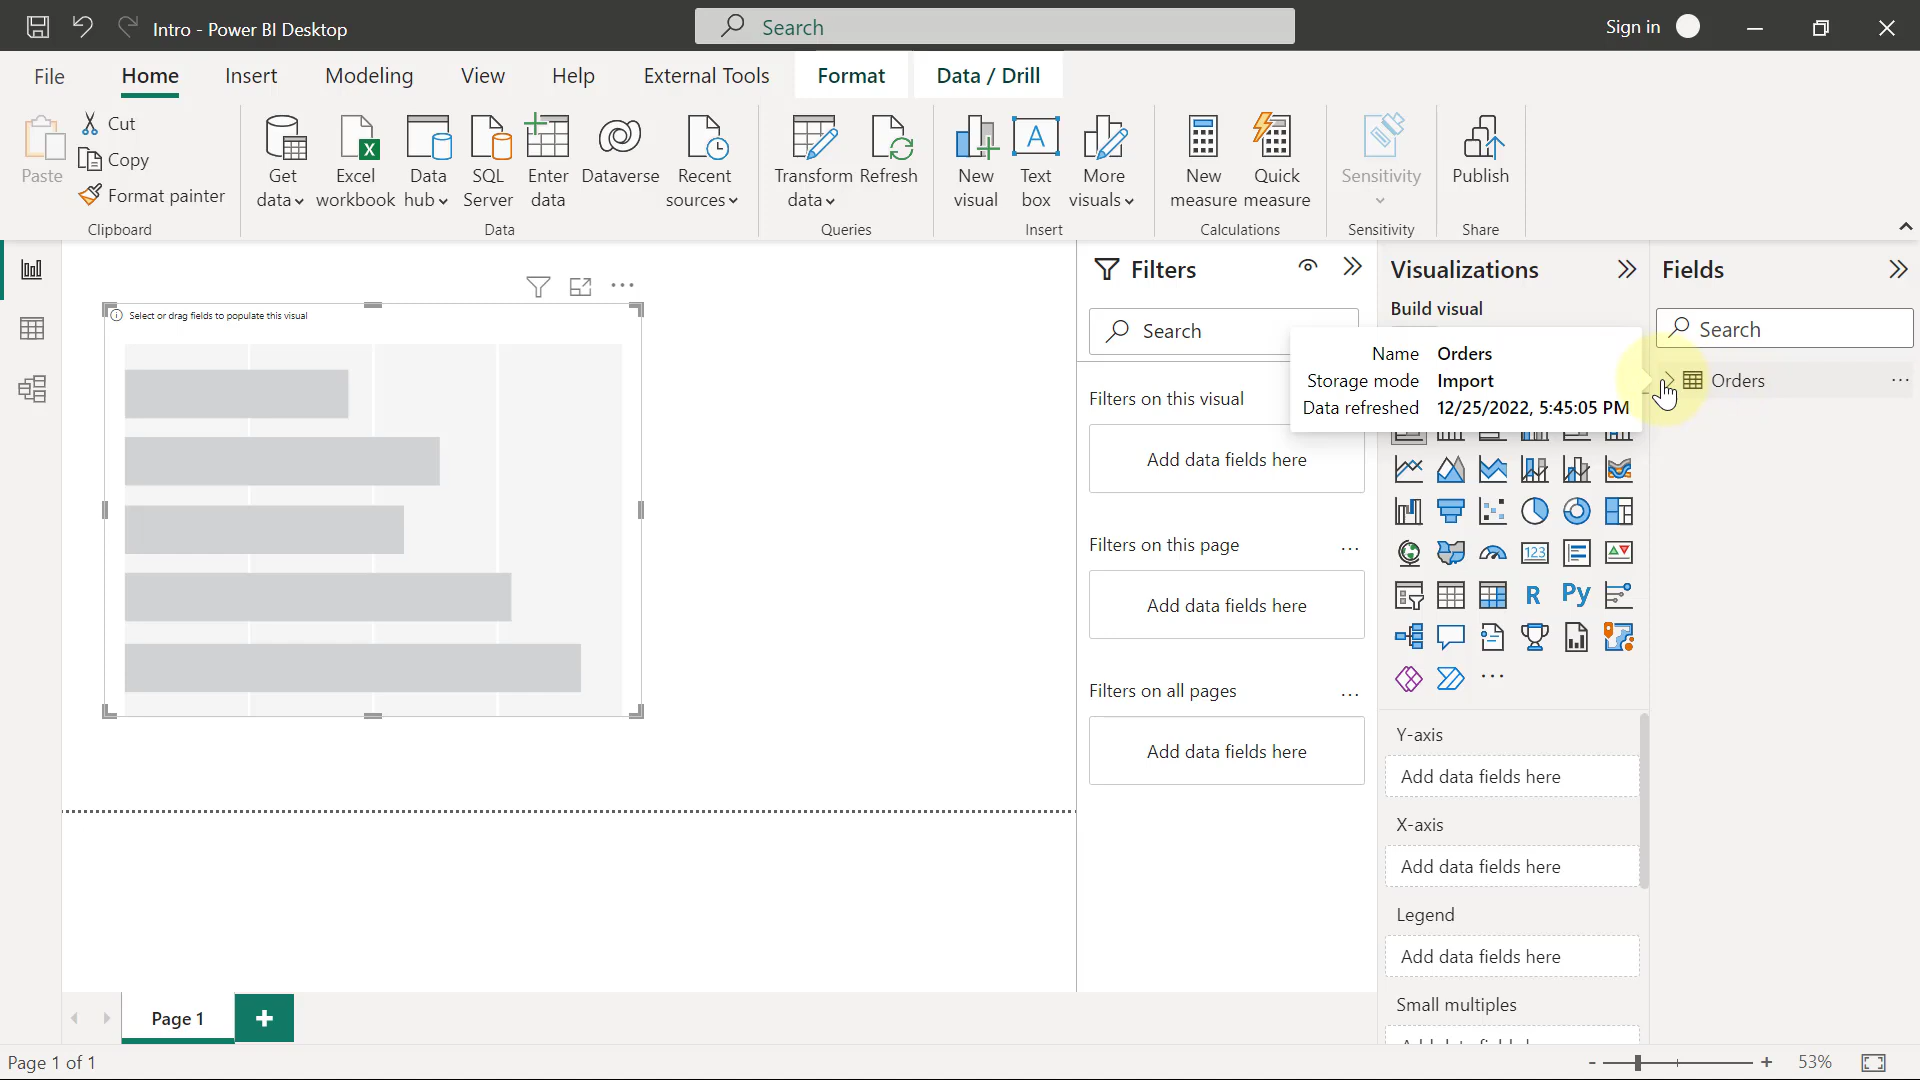 Intro - Power BI Desktop
Search
Sign in
File
Home
Insert
Modeling
View
Help
External Tools
Format
Data / Drill
Paste
Cut
Copy
Format painter
Clipboard
Get
data
Excel
workbook
Data
hub
SQL
Server
Enter
data
Dataverse
Recent
sources
Data
Transform
data
Refresh
Queries
New
visual
A
Text
box
More
visuals
Insert
New
measure
Quick
measure
Calculations
Sensitivity
Sensitivity
Publish
Share
Select or drag fields to populate this visual
Filters
Search
Filters on this visual
Add data fields here
Filters on this page
...
Add data fields here
Filters on all pages
...
Add data fields here
Visualizations
Build visual
Name Orders
Storage mode Import
Data refreshed 12/25/2022, 5:45:05 PM
123
R
Py
...
Y-axis
Add data fields here
X-axis
Add data fields here
Legend
Add data fields here
Small multiples
Fields
Search
Orders
...
Page 1
+
Page 1 of 1
- + 53%